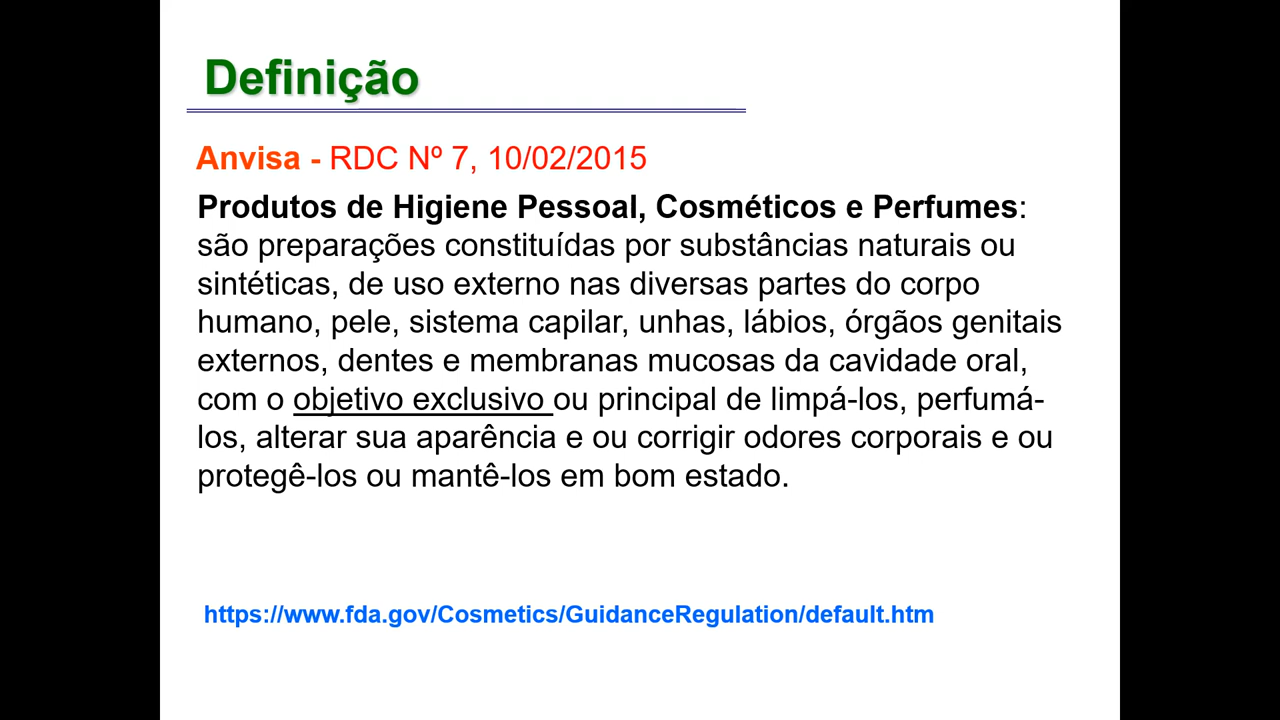 Definição
Anvisa - RDC Nº 7, 10/02/2015
Produtos de Higiene Pessoal, Cosméticos e Perfumes:
são preparações constituídas por substâncias naturais ou
sintéticas, de uso externo nas diversas partes do corpo
humano, pele, sistema capilar, unhas, lábios, órgãos genitais
externos, dentes e membranas mucosas da cavidade oral,
com o objetivo exclusivo ou principal de limpá-los, perfumá-
los, alterar sua aparência e ou corrigir odores corporais e ou
protegê-los ou mantê-los em bom estado.
https://www.fda.gov/Cosmetics/GuidanceRegulation/default.htm